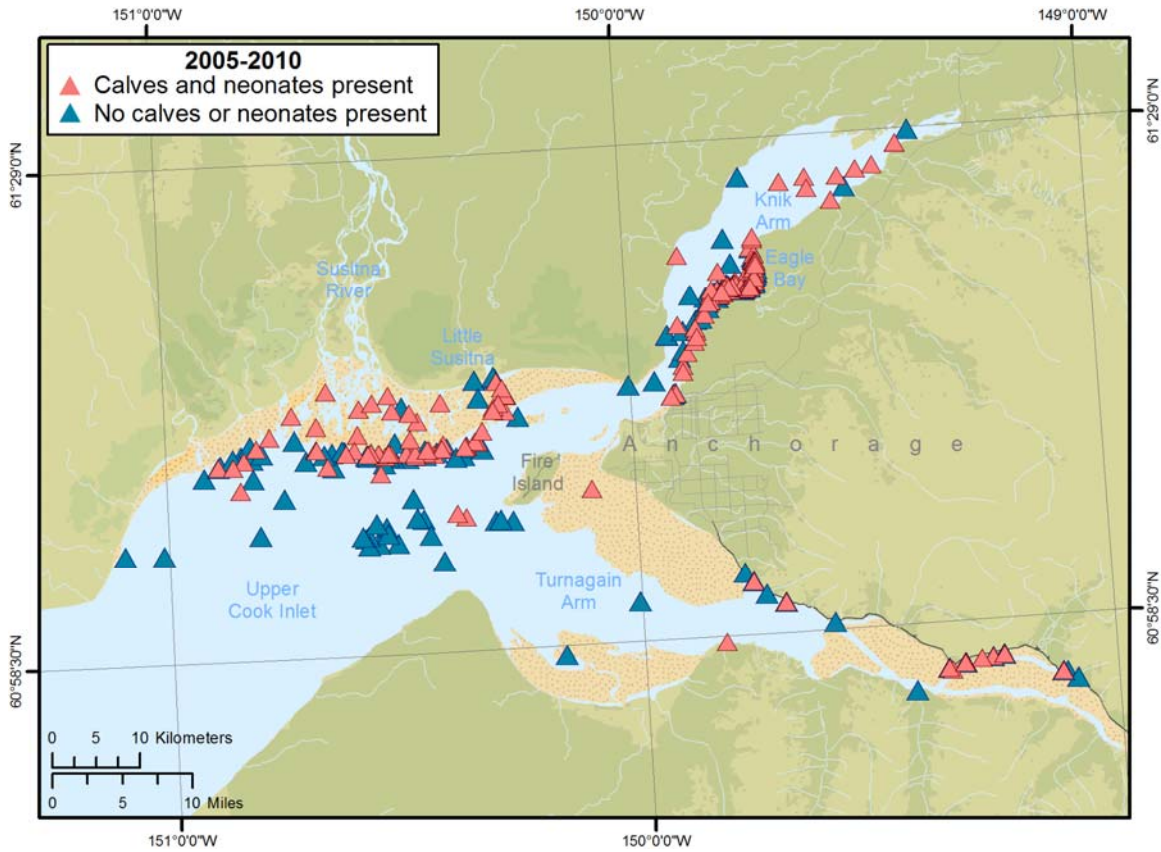 151°0'0"W 150°0'0"W 149°0'0"W
2005-2010
Calves and neonates present
No calves or neonates present
61°29'0"N
61°29'0"N
Knik
Arm
Eagle
Bay
Susitna
River
Little
Susitna
Anchorage
Fire
Island
Turnagain
Arm
Upper
Cook Inlet
60°58'30"N
60°58'30"N
0 5 10 Kilometers
0 5 10 Miles
151°0'0"W 150°0'0"W